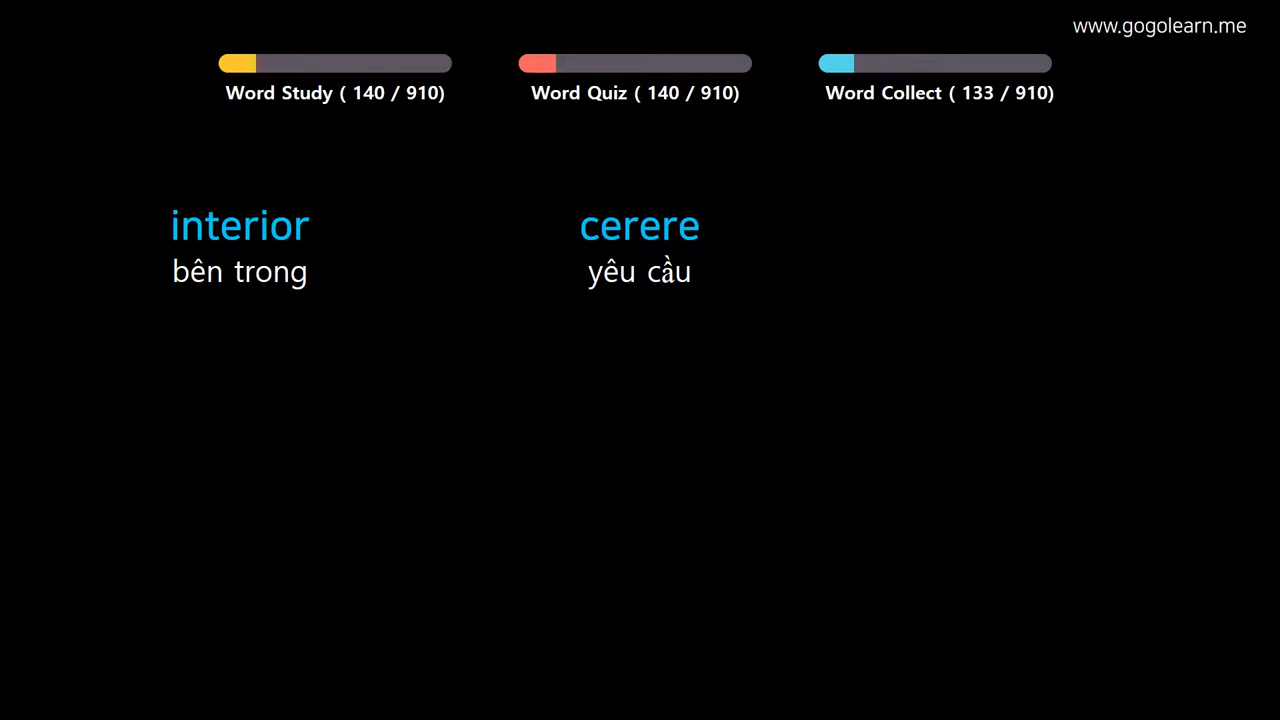 www.gogolearn.me
Word Study ( 140 / 910)
Word Quiz ( 140 / 910)
Word Collect ( 133 / 910)
interior
bên trong
cerere
yêu cầu